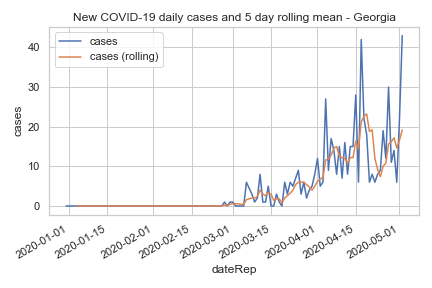 New COVID-19 daily cases and 5 day rolling mean - Georgia
cases
cases (rolling)
cases
40
30
20
10
0
2020-01-01
2020-01-15
2020-02-01
2020-02-15
2020-03-01
2020-03-15
2020-04-01
2020-04-15
2020-05-01
dateRep